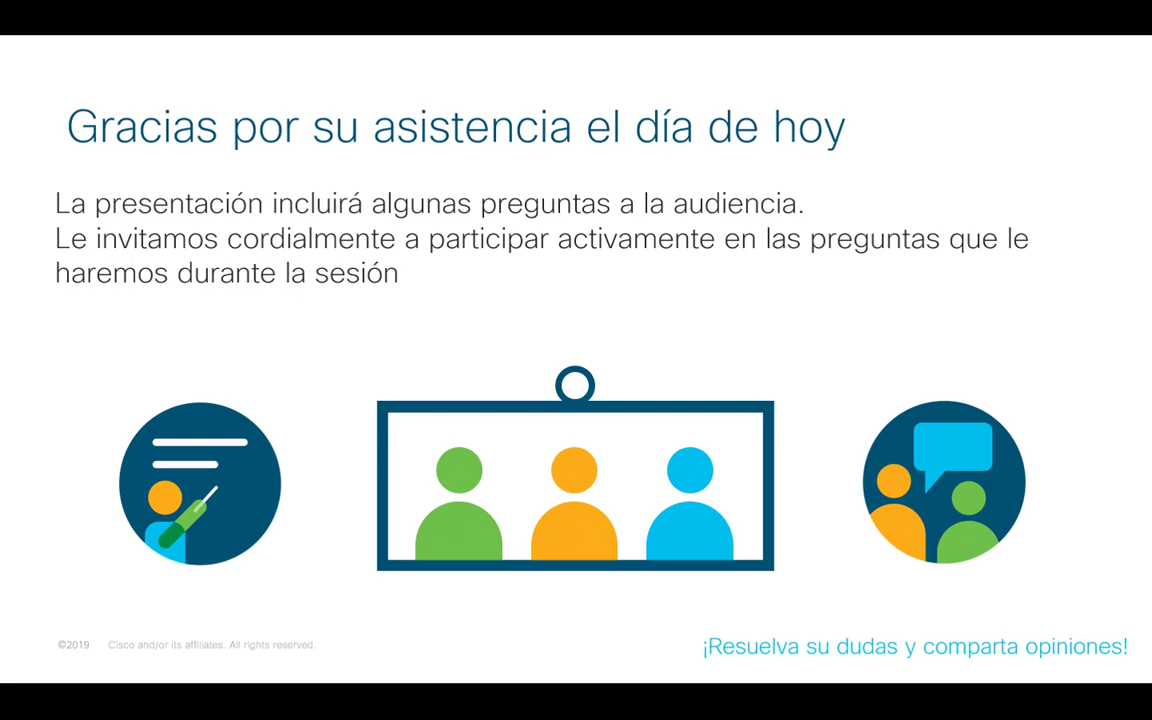 Gracias por su asistencia el día de hoy
La presentación incluirá algunas preguntas a la audiencia.
Le invitamos cordialmente a participar activamente en las preguntas que le
haremos durante la sesión
©2019 Cisco and/or its affiliates. All rights reserved.
¡Resuelva su dudas y comparta opiniones!